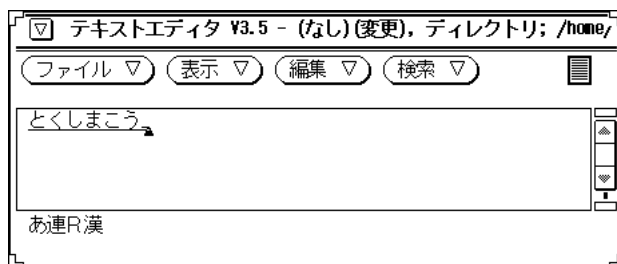 テキストエディタ V3.5 - (なし)(変更), ディレクトリ; /home/
ファイル ▽ 表示 ▽ 編集 ▽ 検索 ▽
とくしまこう
あ連R漢